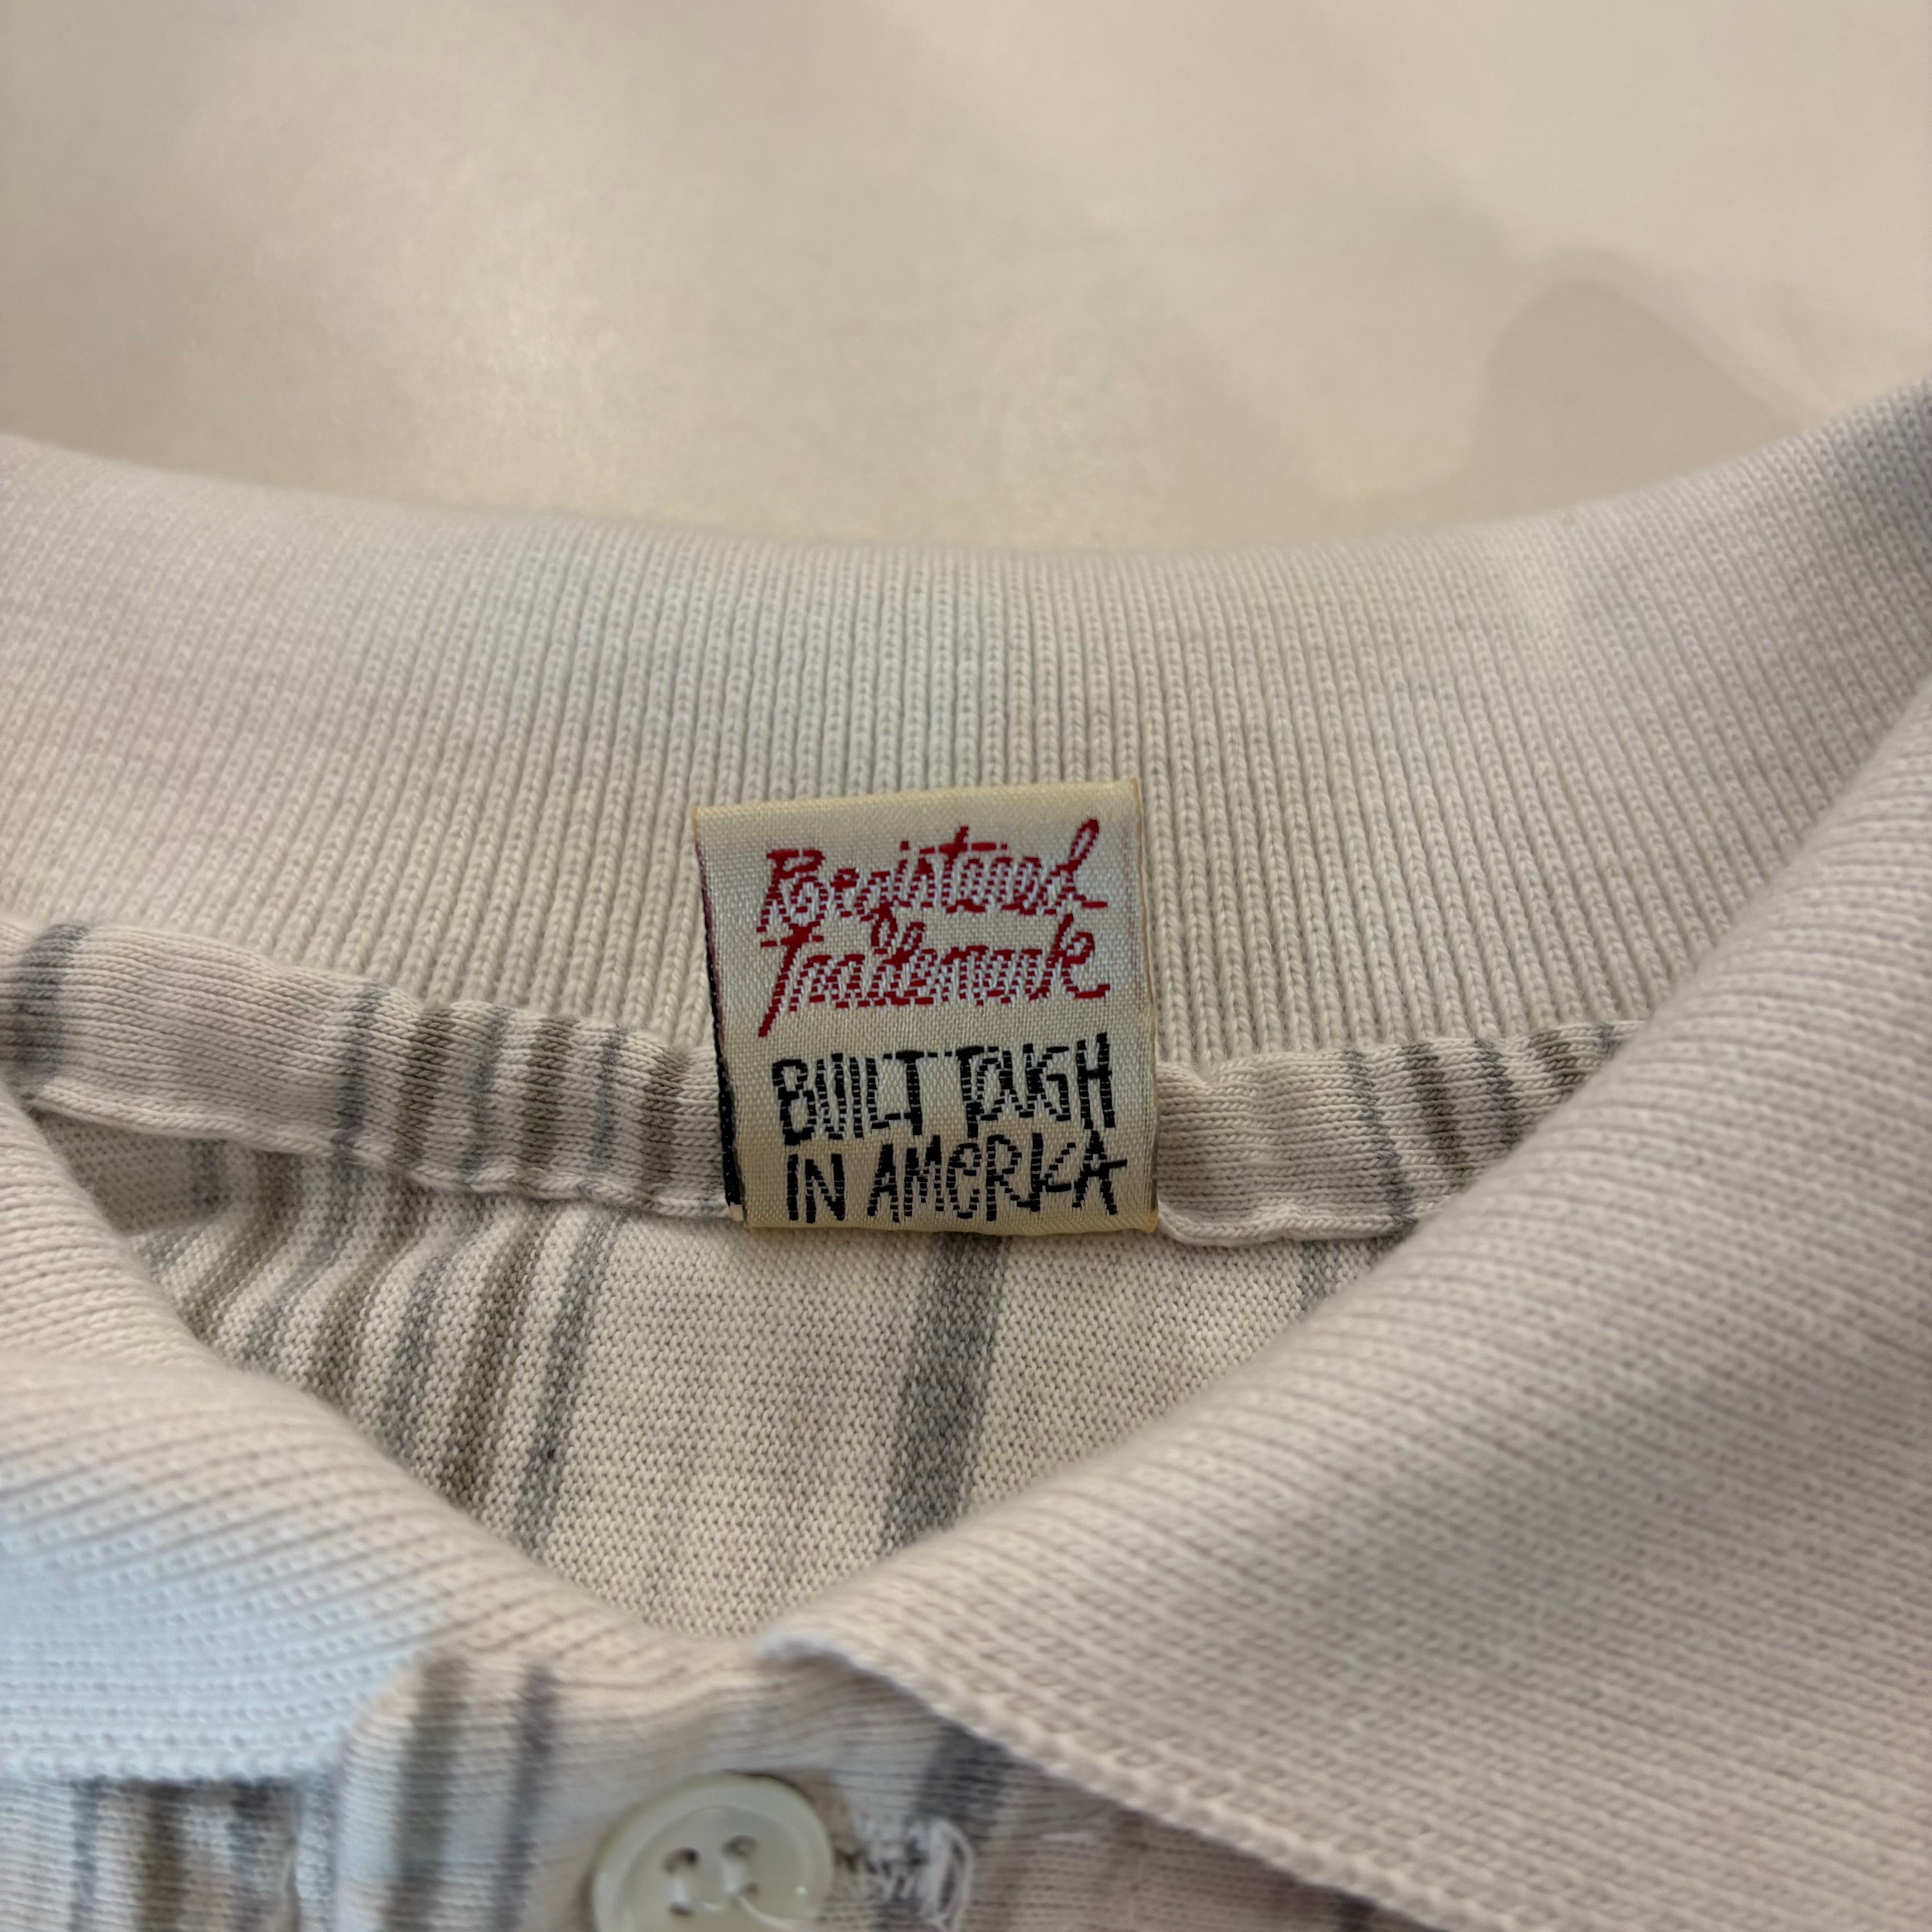 Registered
Trademark
BUILT TOUGH
IN AMERICA